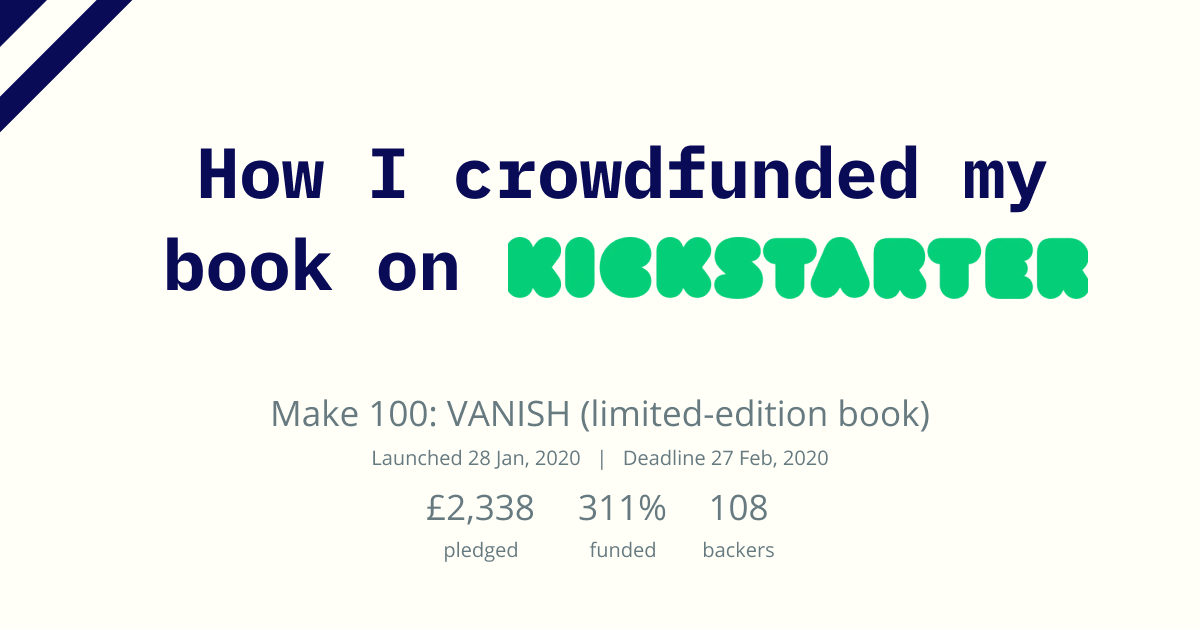 How I crowdfunded my
book on KICKSTARTER
Make 100: VANISH (limited-edition book)
Launched 28 Jan, 2020 | Deadline 27 Feb, 2020
£2,338 311% 108
pledged funded backers